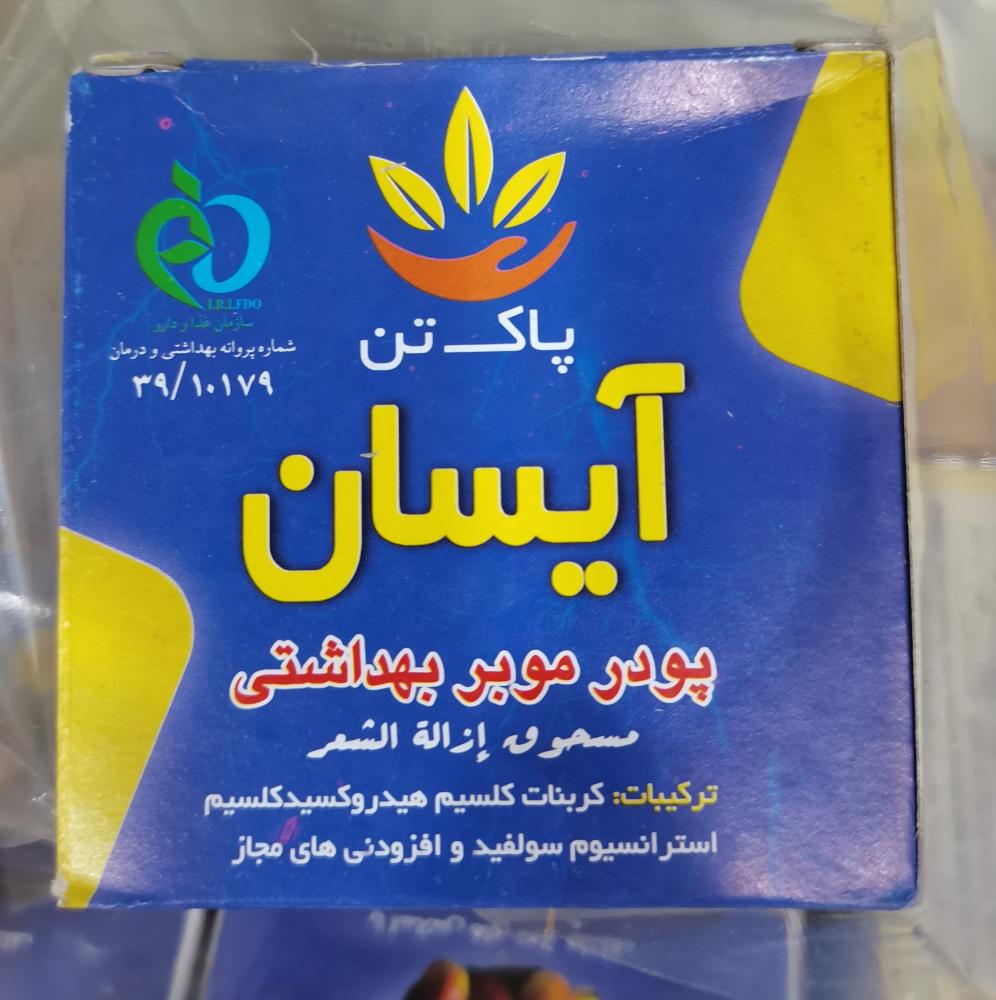 I.R.I.FDO
سازمان غذا و دارو
شماره پروانه بهداشتی و درمان
۳۹/۱۰۱۷۹
پاک تن
آیسان
پودر موبر بهداشتی
مسحوق إزالة الشعر
ترکیبات: کربنات کلسیم هیدروکسیدکلسیم
استرانسیوم سولفید و افزودنی های مجاز